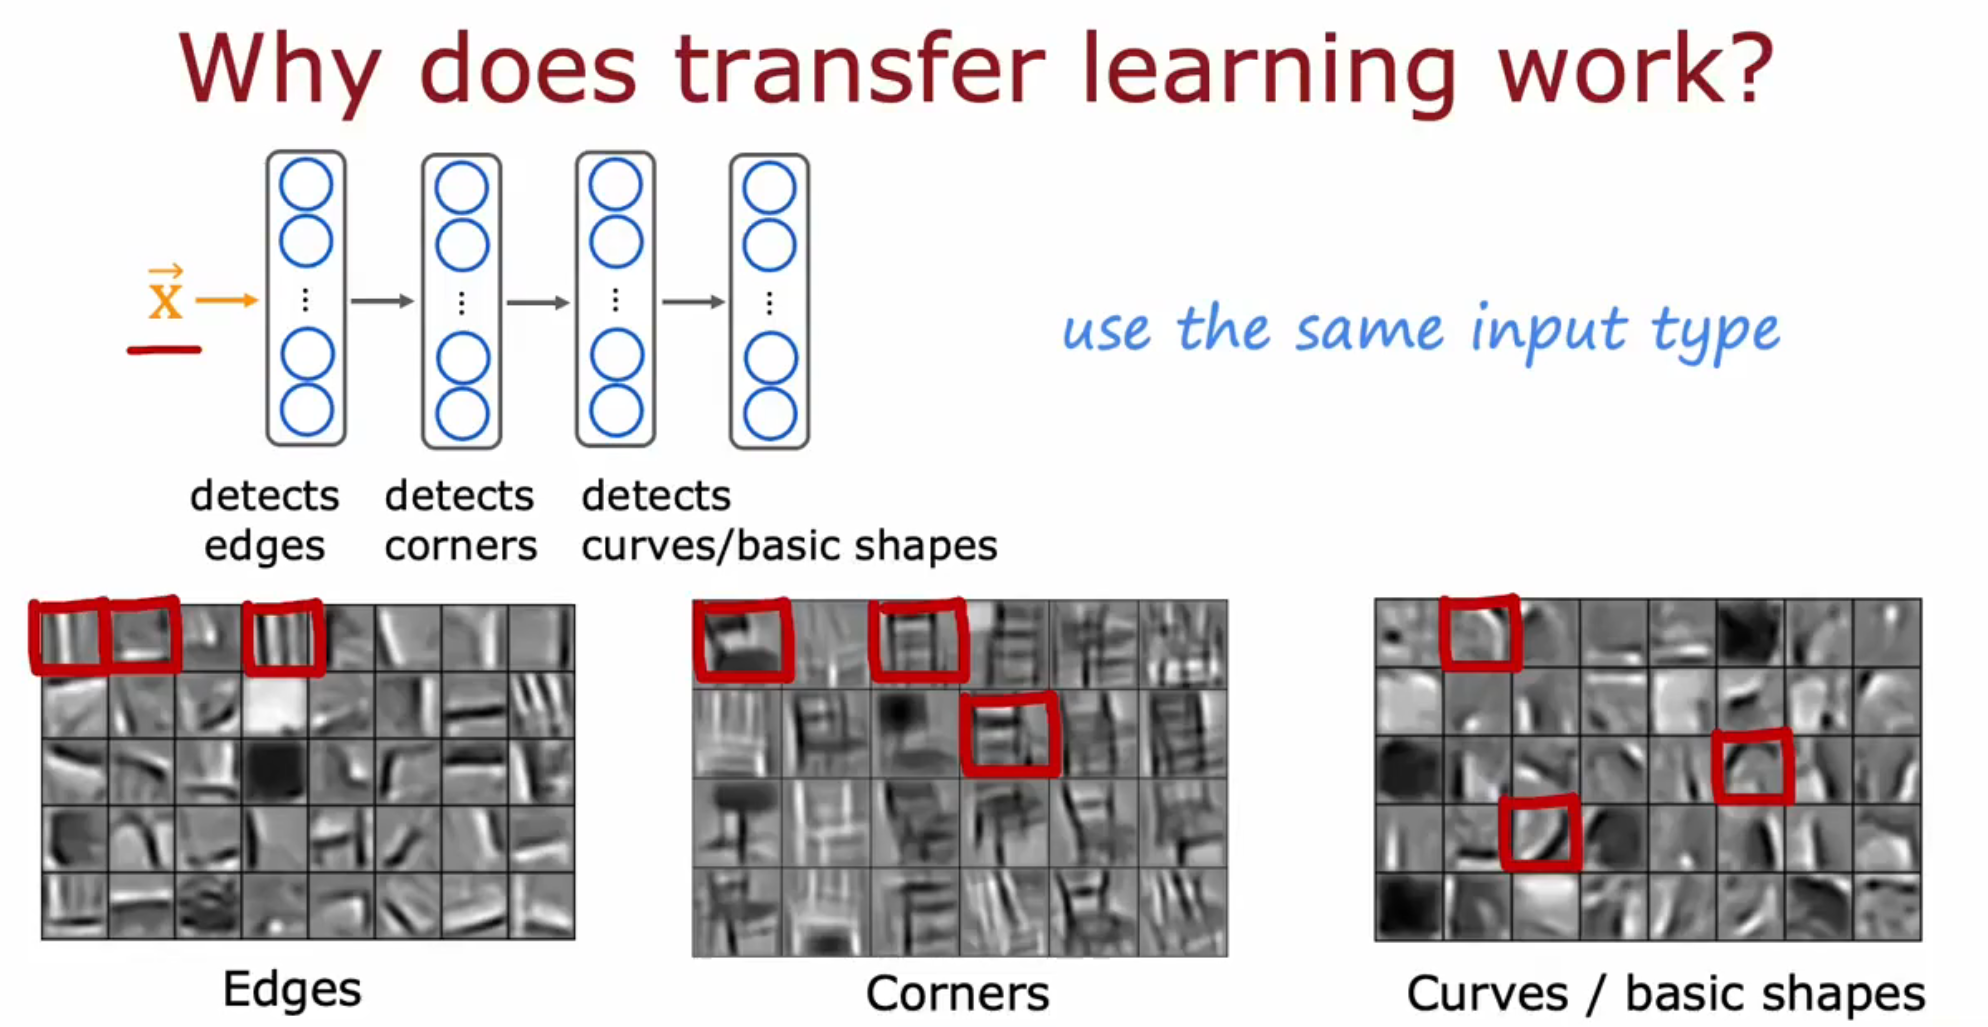 Why does transfer learning work?
x
use the same input type
detects
edges
detects
corners
detects
curves/basic shapes
Edges
Corners
Curves / basic shapes